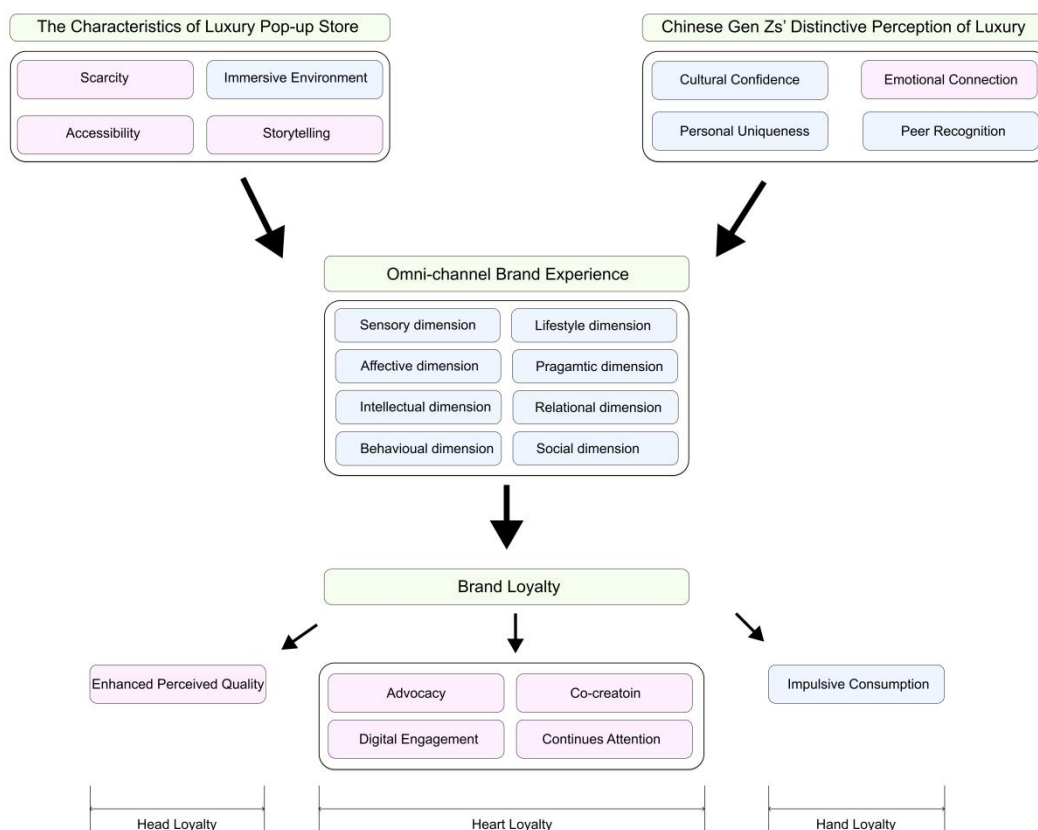 The Characteristics of Luxury Pop-up Store
Chinese Gen Zs' Distinctive Perception of Luxury
Scarcity
Immersive Environment
Accessibility
Storytelling
Cultural Confidence
Emotional Connection
Personal Uniqueness
Peer Recognition
Omni-channel Brand Experience
Sensory dimension
Lifestyle dimension
Affective dimension
Pragamtic dimension
Intellectual dimension
Relational dimension
Behavioual dimension
Social dimension
Brand Loyalty
Enhanced Perceived Quality
Advocacy
Co-creatoin
Digital Engagement
Continues Attention
Impulsive Consumption
Head Loyalty
Heart Loyalty
Hand Loyalty